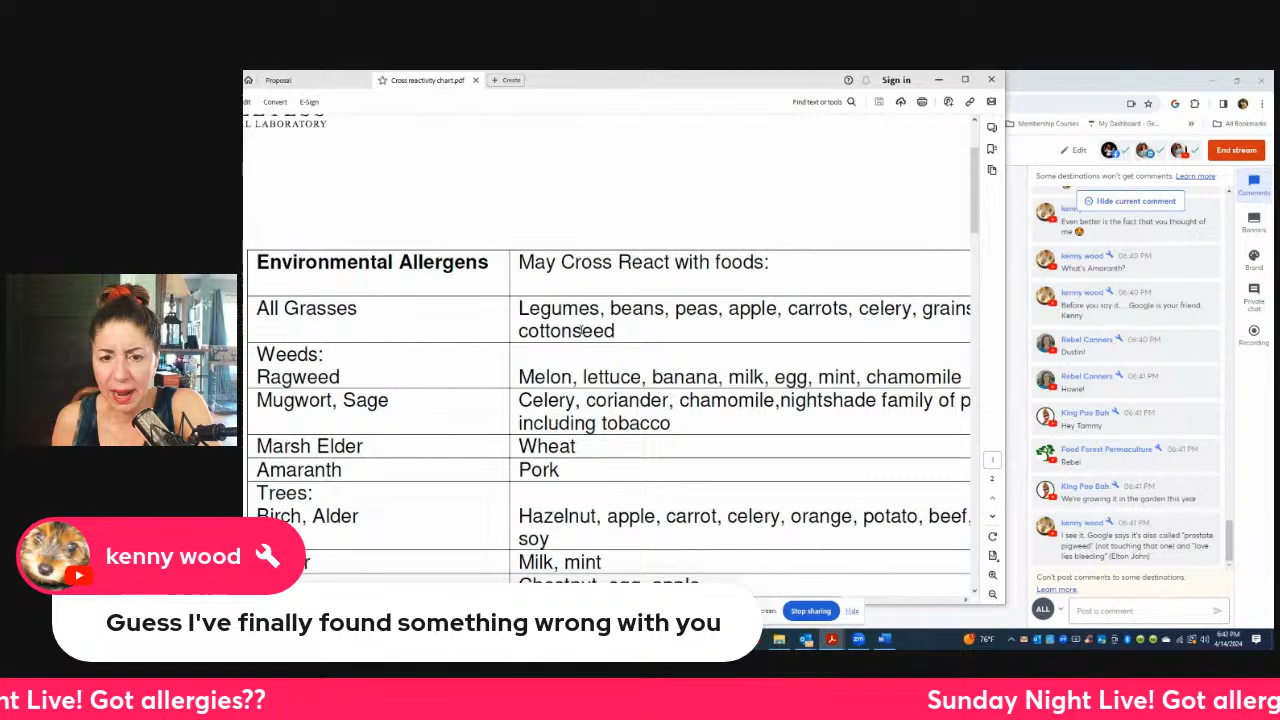 Proposal
Cross reactivity chart.pdf
Create
Sign in
Convert E-Sign
Find text or tools
L LABORATORY
Membership Courses
My Dashboard - Ge...
All Bookmarks
Edit
End stream
Some destinations won't get comments. Learn more
Hide current comment
Comments
Banners
Brand
Private chat
Recording
Environmental Allergens
May Cross React with foods:
All Grasses
Legumes, beans, peas, apple, carrots, celery, grains
cottonseed
Weeds:
Ragweed
Melon, lettuce, banana, milk, egg, mint, chamomile
Mugwort, Sage
Celery, coriander, chamomile,nightshade family of p
including tobacco
Marsh Elder
Wheat
Amaranth
Pork
Trees:
Birch, Alder
Hazelnut, apple, carrot, celery, orange, potato, beef,
soy
Milk, mint
Chestnut, egg, apple
1
2
Even better is the fact that you thought of
me
kenny wood 06:40 PM
What's Amaranth?
kenny wood 06:40 PM
Before you say it.....Google is your friend,
Kenny
Rebel Canners 06:40 PM
Dustin!
Rebel Canners 06:41 PM
Howie!
King Poo Bah 06:41 PM
Hey Tammy
Food Forest Permaculture 06:41 PM
Rebel
King Poo Bah 06:41 PM
We're growing it in the garden this year
kenny wood 06:41 PM
I see it. Google says it's also called "prostate
pigweed" (not touching that one) and "love
lies bleeding" (Elton John)
Can't post comments to some destinations.
Learn more.
ALL
Post a comment
screen.
Stop sharing
Hide
76°F
6:42 PM
4/14/2024
kenny wood
Guess I've finally found something wrong with you
nt Live! Got allergies??
Sunday Night Live! Got allerg